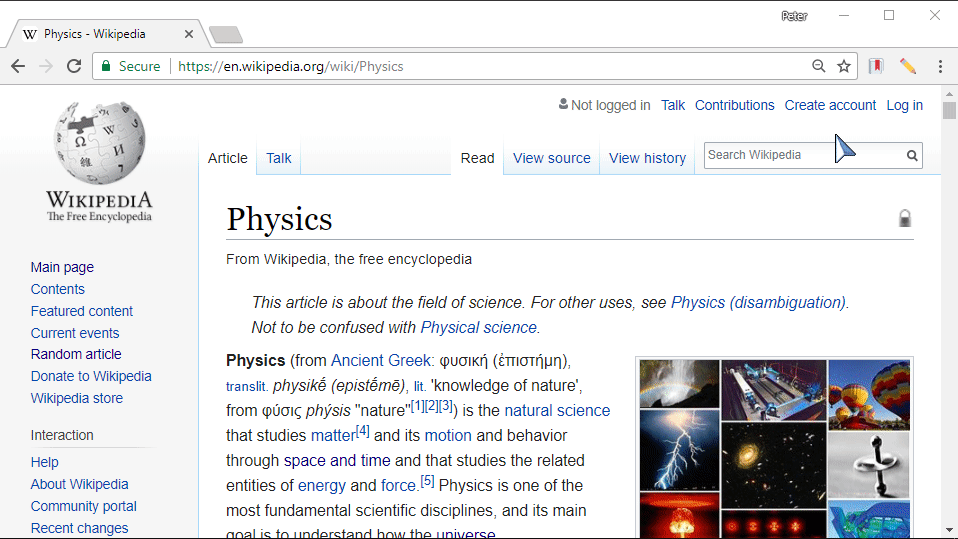 Peter
Physics - Wikipedia
Secure
https://en.wikipedia.org/wiki/Physics
Not logged in Talk Contributions Create account Log in
Article Talk Read View source View history Search Wikipedia
WIKIPEDIA
The Free Encyclopedia
Physics
From Wikipedia, the free encyclopedia
Main page
Contents
Featured content
Current events
Random article
Donate to Wikipedia
Wikipedia store
Interaction
Help
About Wikipedia
Community portal
Recent changes
This article is about the field of science. For other uses, see Physics (disambiguation).
Not to be confused with Physical science.
Physics (from Ancient Greek: φυσική (ἐπιστήμη),
translit. physikḗ (epistḗmē), lit. 'knowledge of nature',
from φύσις phýsis "nature"[1][2][3]) is the natural science
that studies matter[4] and its motion and behavior
through space and time and that studies the related
entities of energy and force.[5] Physics is one of the
most fundamental scientific disciplines, and its main
goal is to understand how the universe